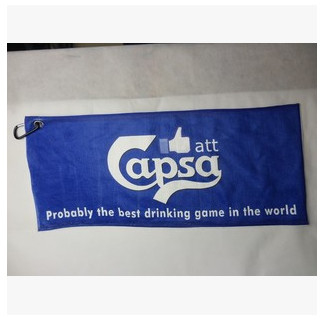 att
Capsa
Probably the best drinking game in the world